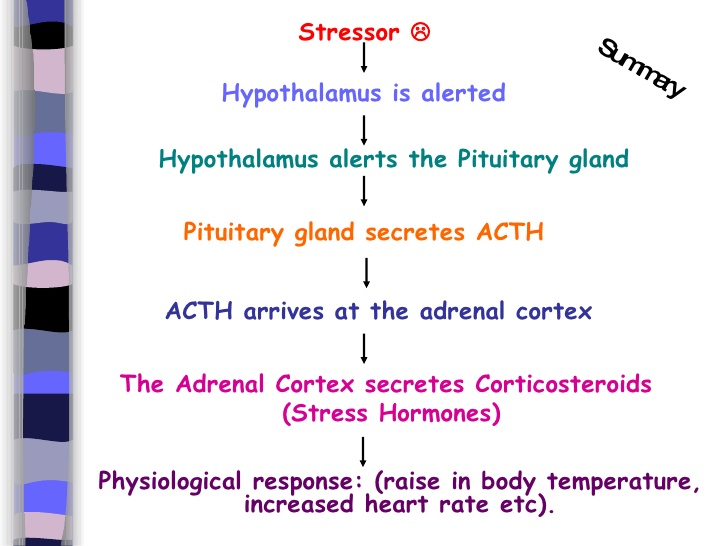 Stressor ☹
Summary
Hypothalamus is alerted
Hypothalamus alerts the Pituitary gland
Pituitary gland secretes ACTH
ACTH arrives at the adrenal cortex
The Adrenal Cortex secretes Corticosteroids
(Stress Hormones)
Physiological response: (raise in body temperature,
increased heart rate etc).